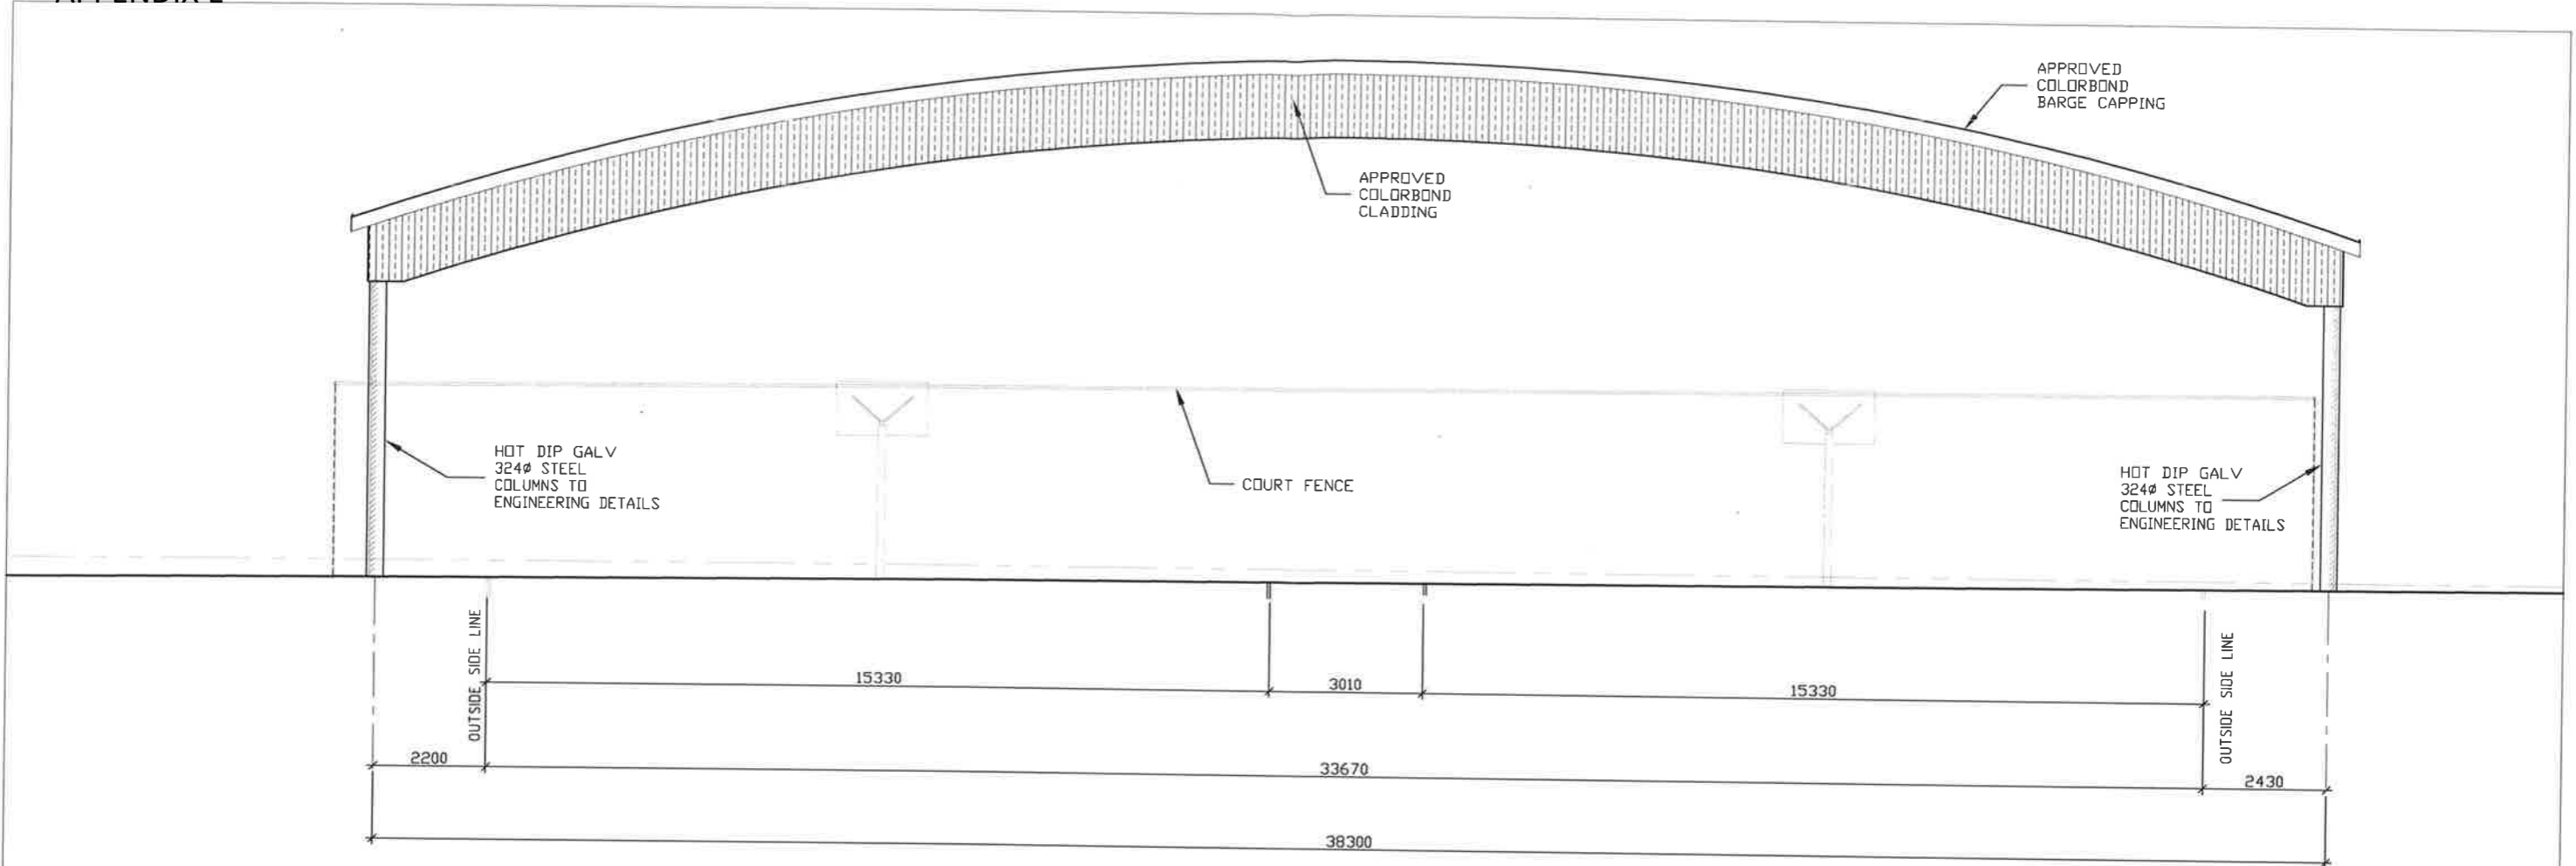 APPROVED
COLORBOND
BARGE CAPPING
APPROVED
COLORBOND
CLADDING
HOT DIP GALV
324Ø STEEL
COLUMNS TO
ENGINEERING DETAILS
COURT FENCE
HOT DIP GALV
324Ø STEEL
COLUMNS TO
ENGINEERING DETAILS
OUTSIDE SIDE LINE
15330
3010
15330
OUTSIDE SIDE LINE
2200
33670
2430
38300